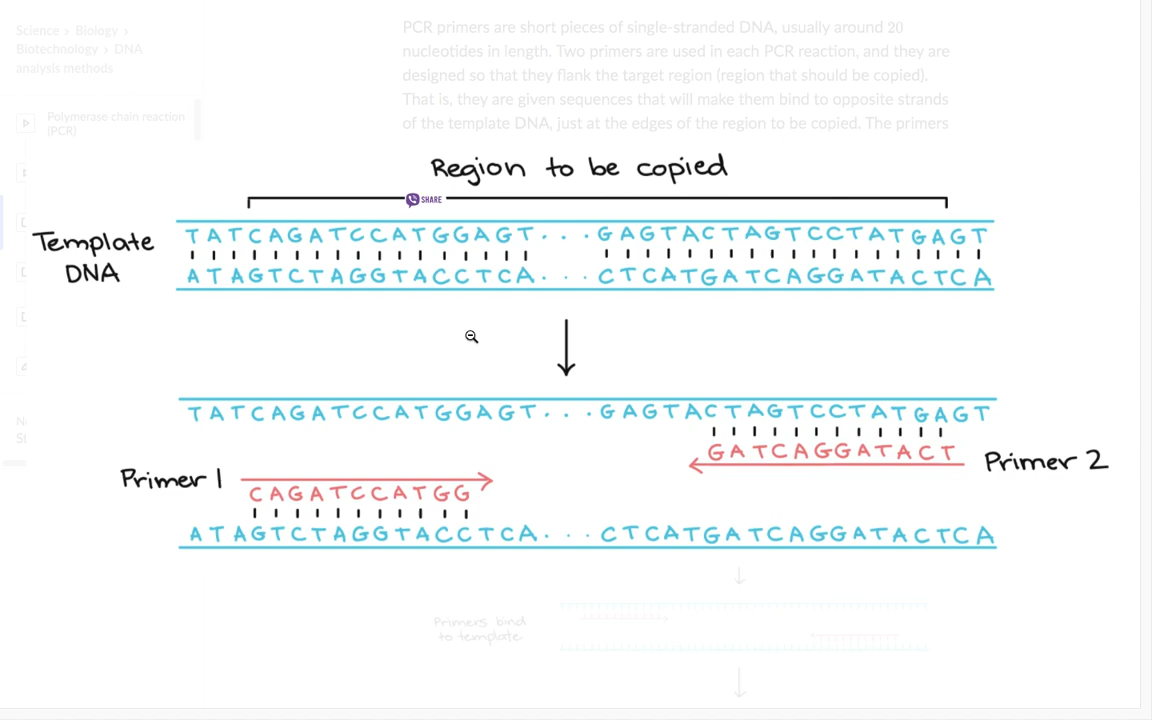 Science > Biology >
Biotechnology > DNA
analysis methods
Polymerase chain reaction
(PCR)
PCR primers are short pieces of single-stranded DNA, usually around 20
nucleotides in length. Two primers are used in each PCR reaction, and they are
designed so that they flank the target region (region that should be copied).
That is, they are given sequences that will make them bind to opposite strands
of the template DNA, just at the edges of the region to be copied. The primers
Region to be copied
SHARE
Template
DNA
TATCAGATCCATGGAGT...GAGTACTAGTCCTATGAGT
ATAGTCTAGGTACCTCA...CTCATGATCAGGATACTCA
TATCAGATCCATGGAGT...GAGTACTAGTCCTATGAGT
GATCAGGATACT
Primer 2
Primer 1
CAGATCCATGG
ATAGTCTAGGTACCTCA...CTCATGATCAGGATACTCA
Primers bind
to template